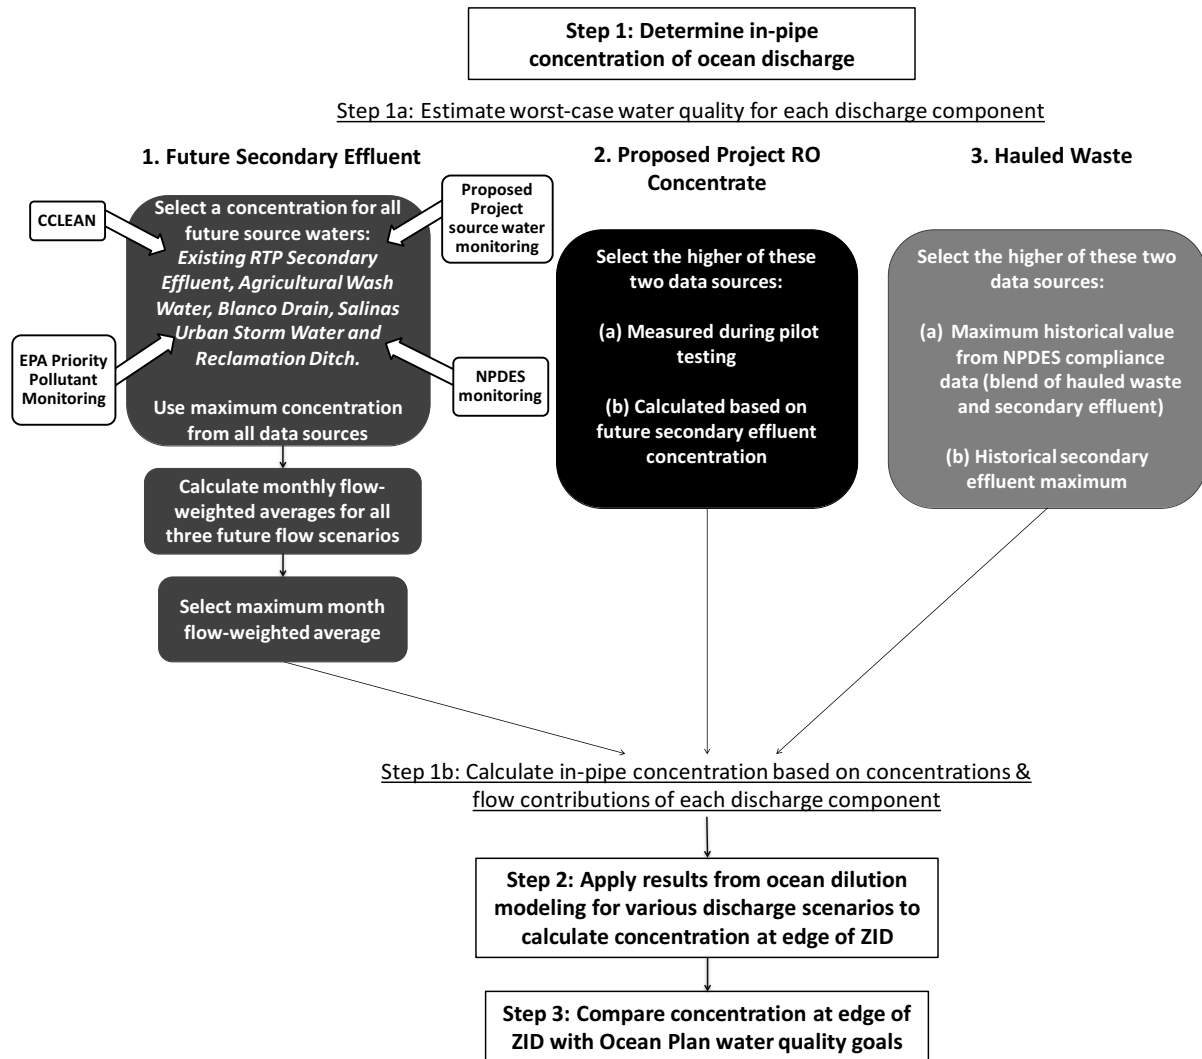 Step 1: Determine in-pipe
concentration of ocean discharge
Step 1a: Estimate worst-case water quality for each discharge component
1. Future Secondary Effluent
2. Proposed Project RO
Concentrate
3. Hauled Waste
CCLEAN
EPA Priority
Pollutant
Monitoring
Select a concentration for all
future source waters:
Existing RTP Secondary
Effluent, Agricultural Wash
Water, Blanco Drain, Salinas
Urban Storm Water and
Reclamation Ditch.
Use maximum concentration
from all data sources
Proposed
Project
source water
monitoring
NPDES
monitoring
Calculate monthly flow-
weighted averages for all
three future flow scenarios
Select maximum month
flow-weighted average
Select the higher of these
two data sources:
(a) Measured during pilot
testing
(b) Calculated based on
future secondary effluent
concentration
Select the higher of these two
data sources:
(a) Maximum historical value
from NPDES compliance
data (blend of hauled waste
and secondary effluent)
(b) Historical secondary
effluent maximum
Step 1b: Calculate in-pipe concentration based on concentrations &
flow contributions of each discharge component
Step 2: Apply results from ocean dilution
modeling for various discharge scenarios to
calculate concentration at edge of ZID
Step 3: Compare concentration at edge of
ZID with Ocean Plan water quality goals